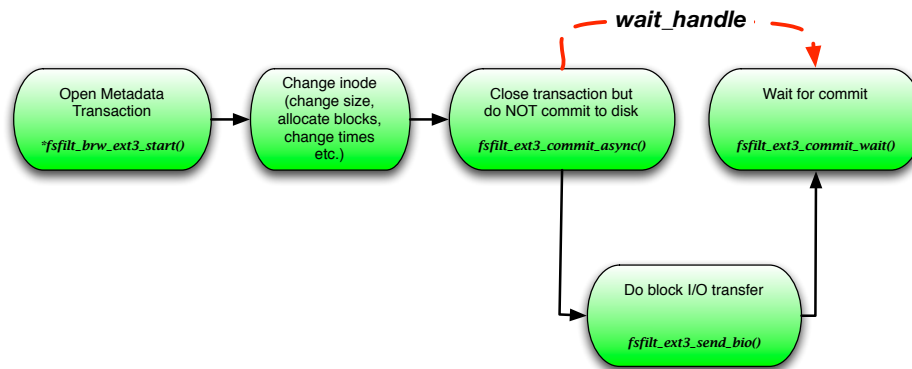 wait_handle
Open Metadata
Transaction
*fsfilt_brw_ext3_start()
Change inode
(change size,
allocate blocks,
change times
etc.)
Close transaction but
do NOT commit to disk
fsfilt_ext3_commit_async()
Wait for commit
fsfilt_ext3_commit_wait()
Do block I/O transfer
fsfilt_ext3_send_bio()